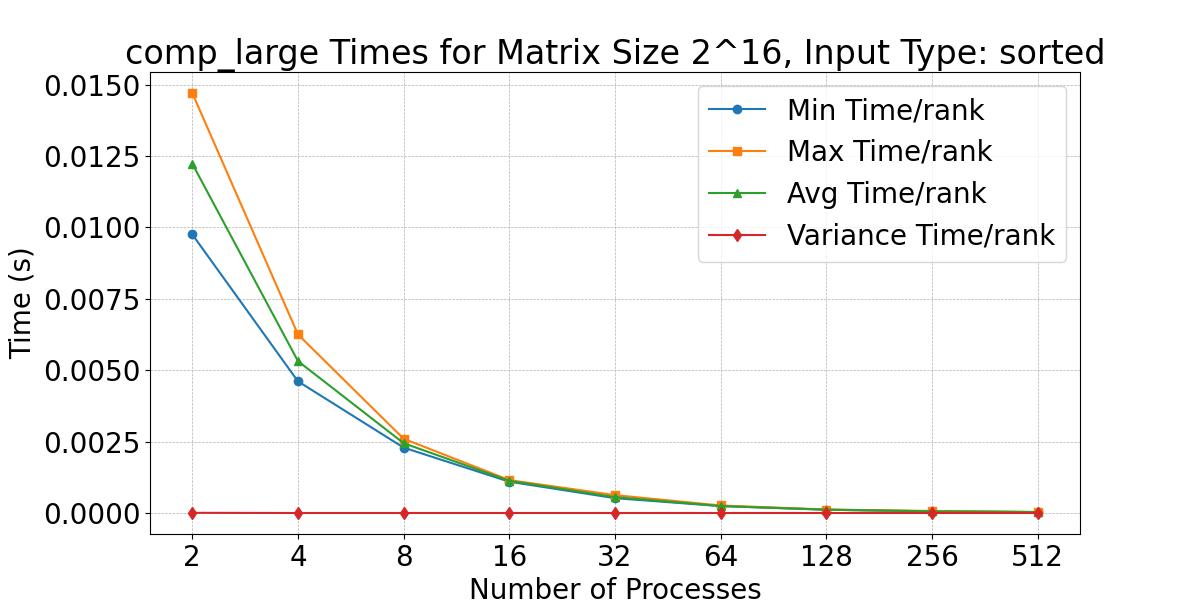 comp_large Times for Matrix Size 2^16, Input Type: sorted
Min Time/rank
Max Time/rank
Avg Time/rank
Variance Time/rank
Time (s)
0.0150
0.0125
0.0100
0.0075
0.0050
0.0025
0.0000
2 4 8 16 32 64 128 256 512
Number of Processes